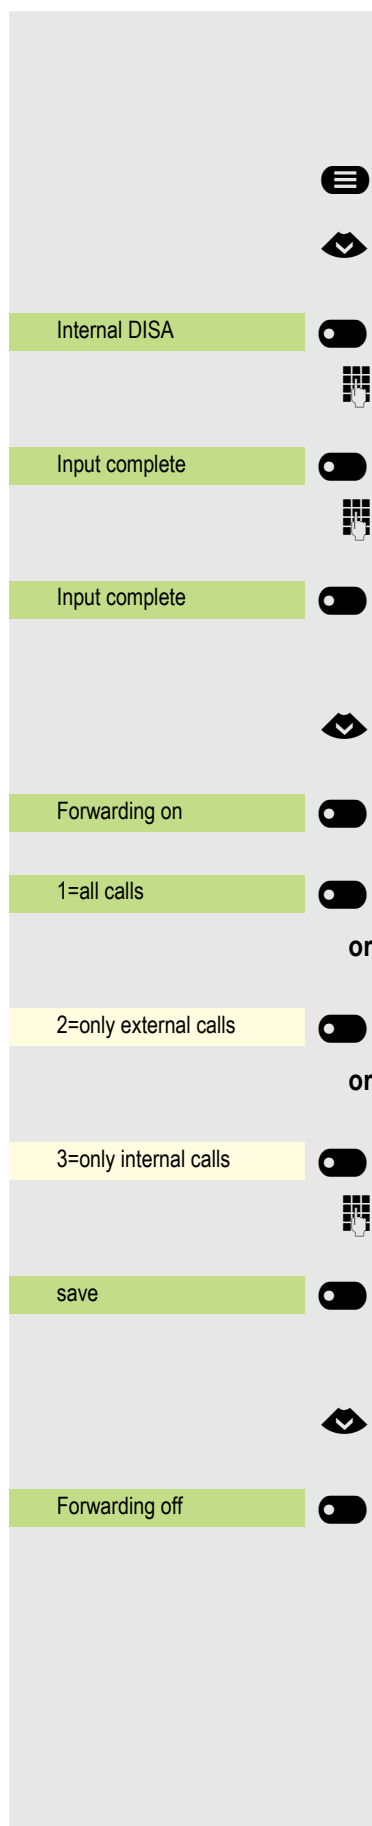 Internal DISA
Input complete
Input complete
Forwarding on
1=all calls
or
2=only external calls
or
3=only internal calls
save
Forwarding off